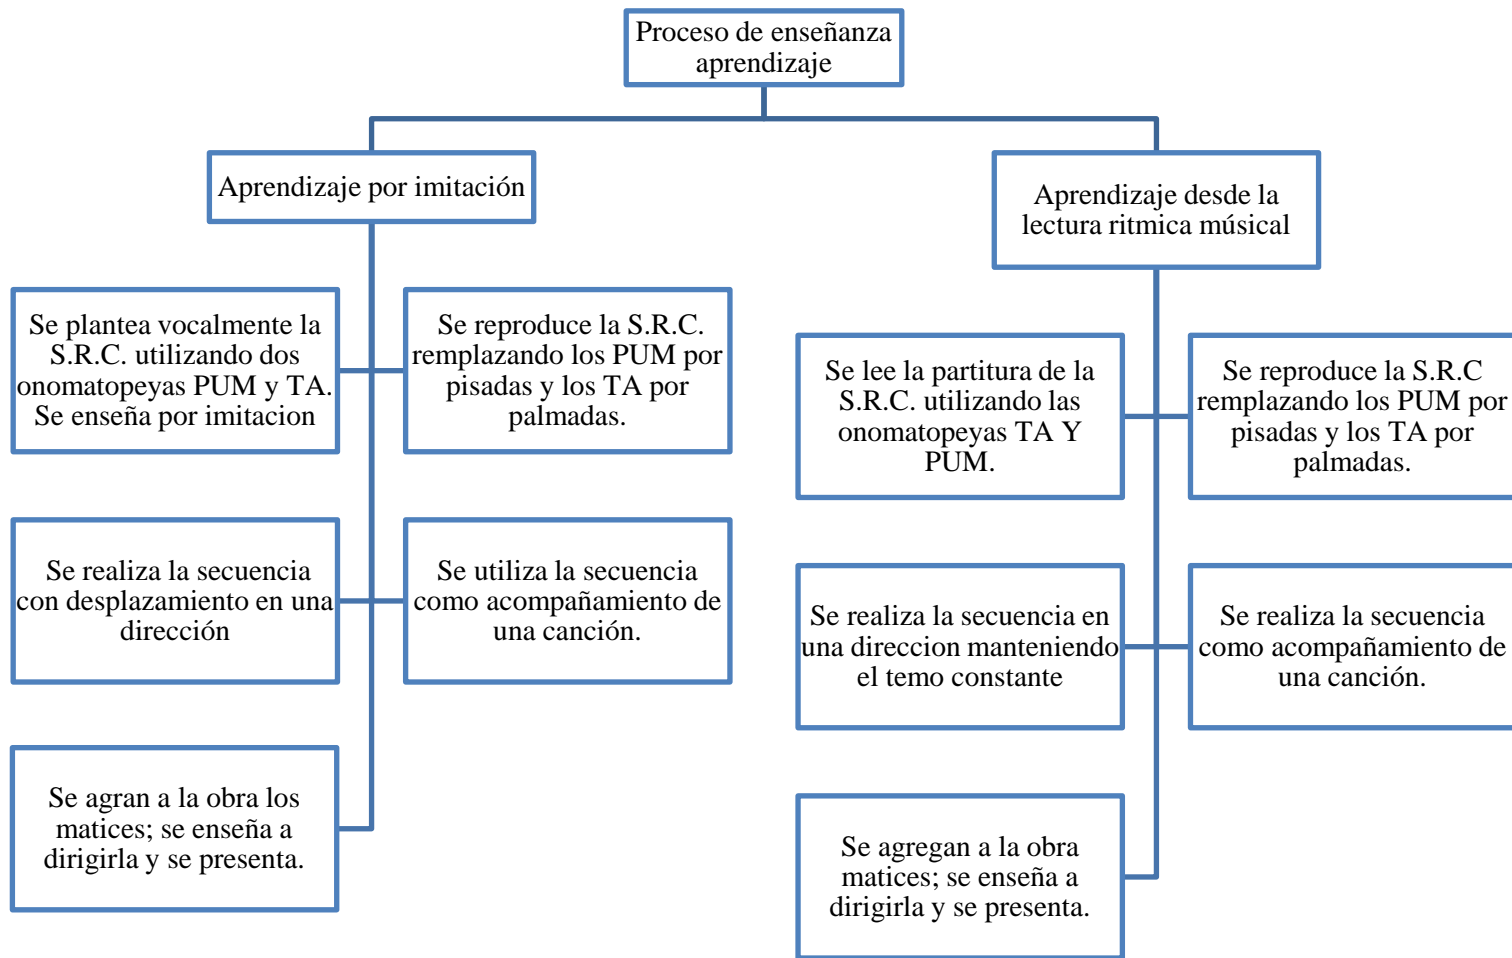 Proceso de enseñanza
aprendizaje
Aprendizaje por imitación
Se plantea vocalmente la
S.R.C. utilizando dos
onomatopeyas PUM y TA.
Se enseña por imitacion
Se reproduce la S.R.C.
remplazando los PUM por
pisadas y los TA por
palmadas.
Se realiza la secuencia
con desplazamiento en una
dirección
Se utiliza la secuencia
como acompañamiento de
una canción.
Se agran a la obra los
matices; se enseña a
dirigirla y se presenta.
Aprendizaje desde la
lectura ritmica músical
Se lee la partitura de la
S.R.C. utilizando las
onomatopeyas TA Y
PUM.
Se reproduce la S.R.C
remplazando los PUM por
pisadas y los TA por
palmadas.
Se realiza la secuencia en
una direccion manteniendo
el temo constante
Se realiza la secuencia
como acompañamiento de
una canción.
Se agregan a la obra
matices; se enseña a
dirigirla y se presenta.